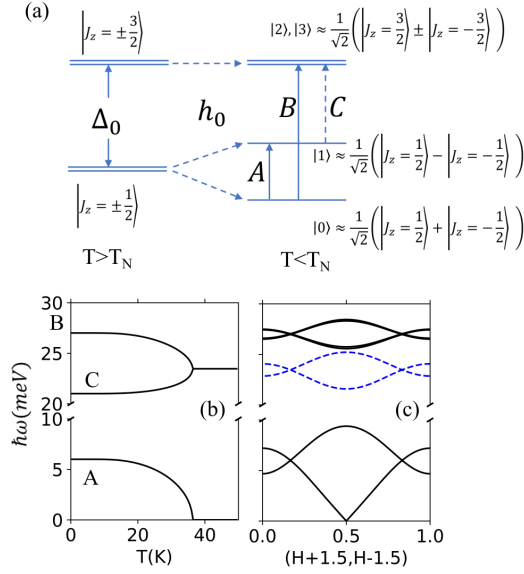 (a)
|J_z = ±3/2⟩
|2⟩, |3⟩ ≈ 1/√2 (|J_z = 3/2⟩ ± |J_z = −3/2⟩)
Δ₀
h₀
B
C
A
|1⟩ ≈ 1/√2 (|J_z = 1/2⟩ − |J_z = −1/2⟩)
|J_z = ±1/2⟩
|0⟩ ≈ 1/√2 (|J_z = 1/2⟩ + |J_z = −1/2⟩)
T>T_N
T<T_N
30
B
25
C
20
(b)
(c)
ħω(meV)
10
A
5
0
0
20
40
T(K)
0.0
0.5
1.0
(H+1.5,H-1.5)